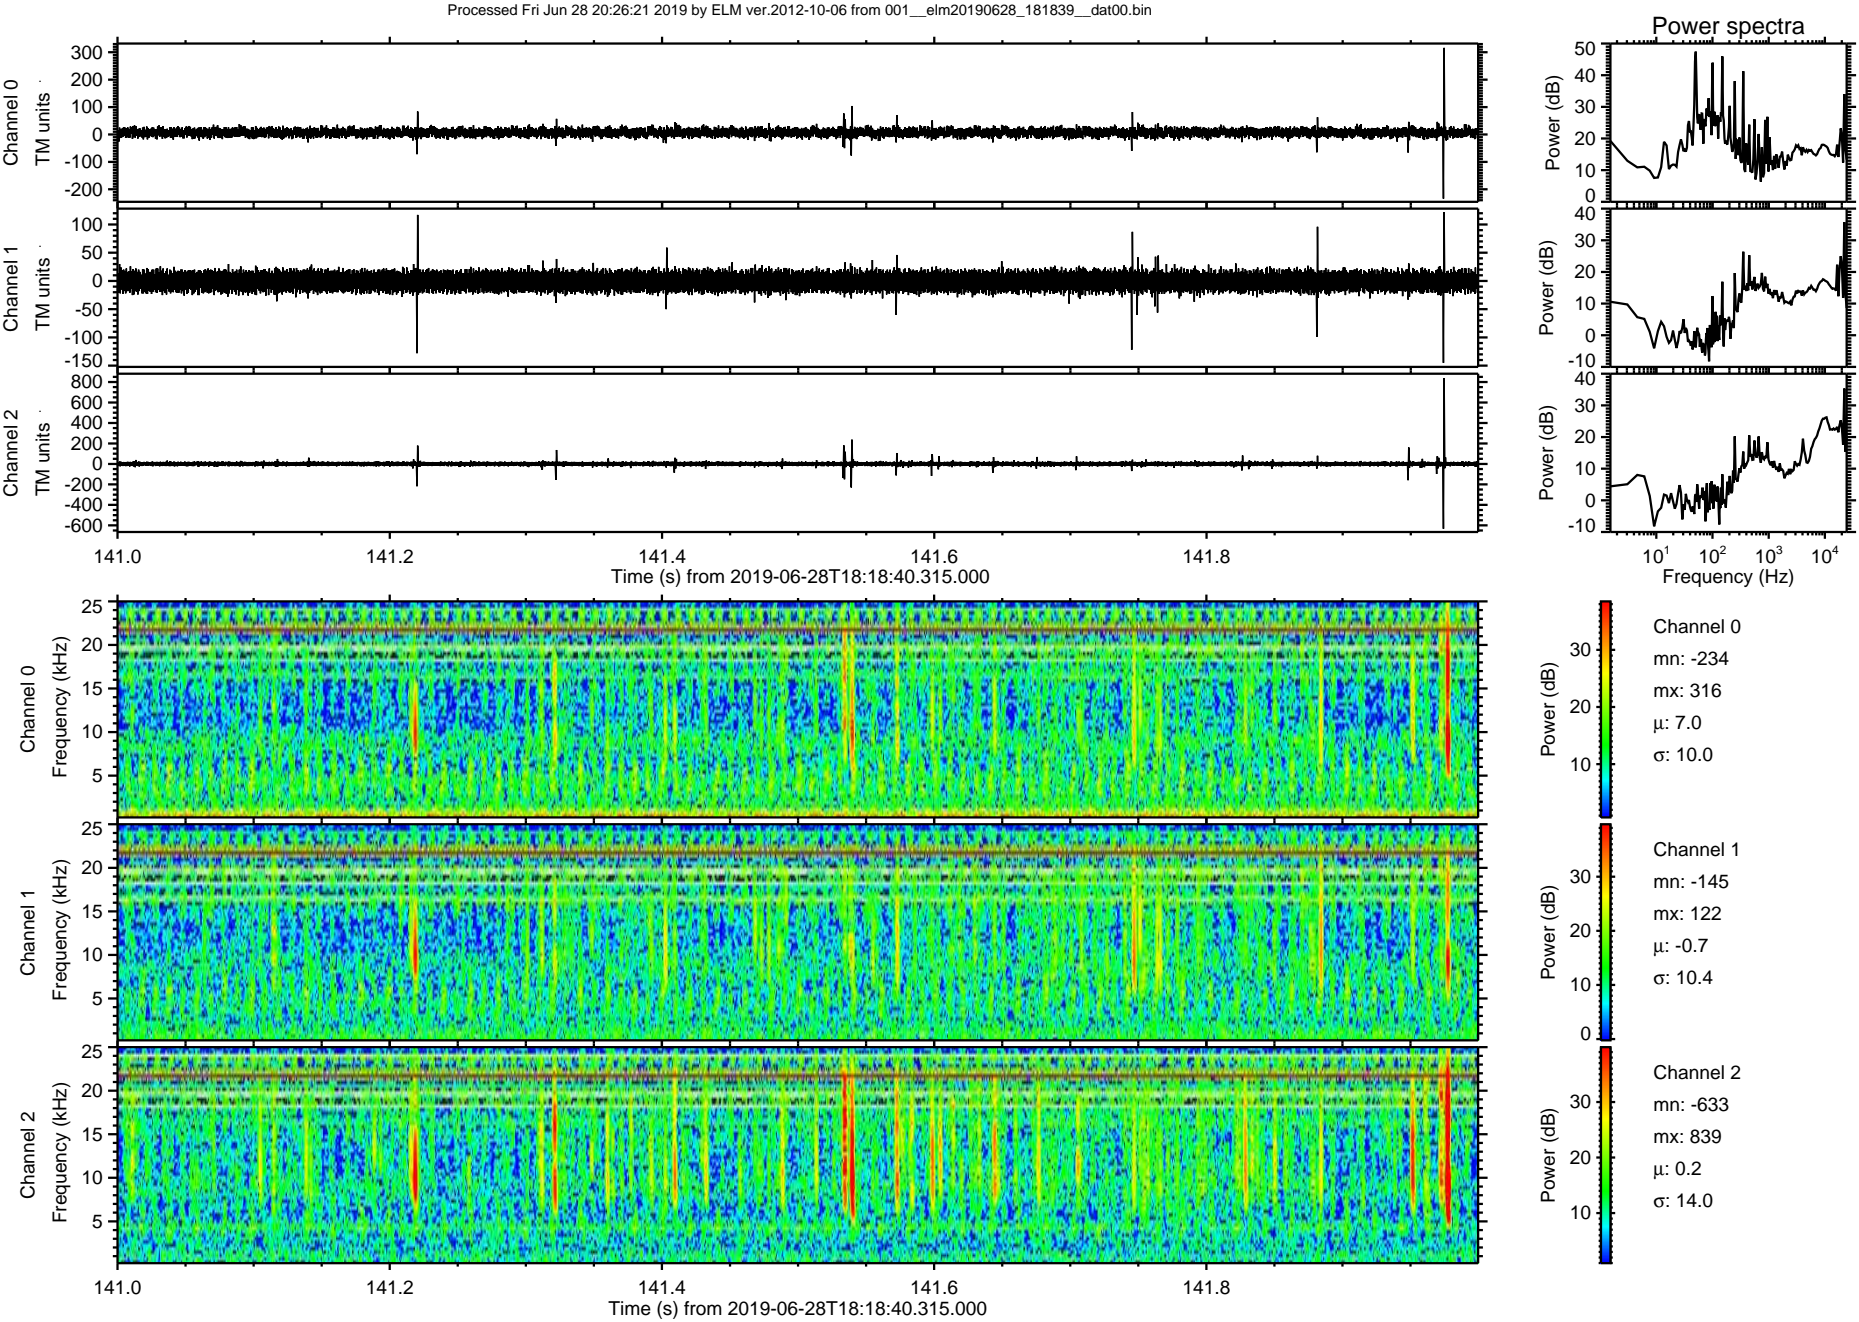 Processed Fri Jun 28 20:26:21 2019 by ELM ver.2012-10-06 from 001__elm20190628_181839__dat00.bin
Power spectra
Channel 0
TM units
300
200
100
0
-100
-200
Power (dB)
50
40
30
20
10
0
Channel 1
TM units
100
50
0
-50
-100
-150
Power (dB)
40
30
20
10
0
-10
Channel 2
TM units
800
600
400
200
0
-200
-400
-600
Power (dB)
40
30
20
10
0
-10
141.0 141.2 141.4 141.6 141.8
Time (s) from 2019-06-28T18:18:40.315.000
10¹ 10² 10³ 10⁴
Frequency (Hz)
Channel 0
Frequency (kHz)
25
20
15
10
5
Power (dB)
30
20
10
Channel 0
mn: -234
mx: 316
µ: 7.0
σ: 10.0
Channel 1
Frequency (kHz)
25
20
15
10
5
Power (dB)
30
20
10
0
Channel 1
mn: -145
mx: 122
µ: -0.7
σ: 10.4
Channel 2
Frequency (kHz)
25
20
15
10
5
Power (dB)
30
20
10
Channel 2
mn: -633
mx: 839
µ: 0.2
σ: 14.0
141.0 141.2 141.4 141.6 141.8
Time (s) from 2019-06-28T18:18:40.315.000